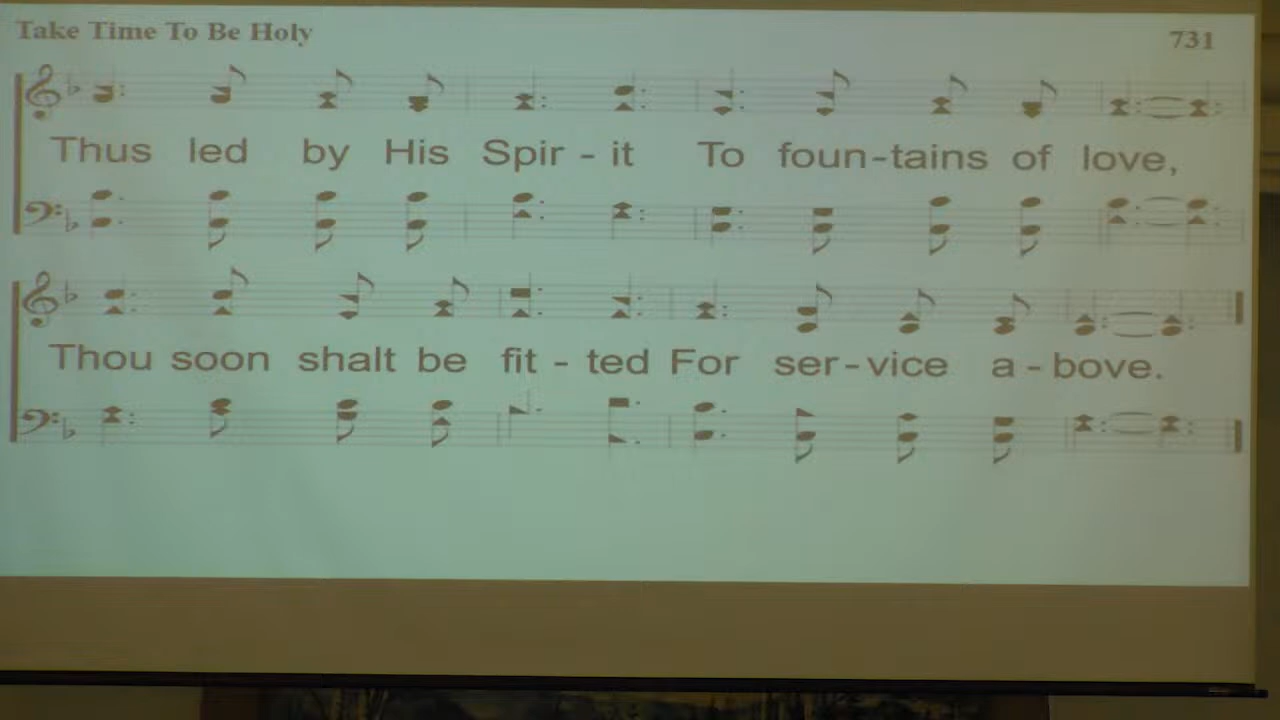 Take Time To Be Holy 731
Thus led by His Spir - it To foun-tains of love,
Thou soon shalt be fit - ted For ser-vice a-bove.